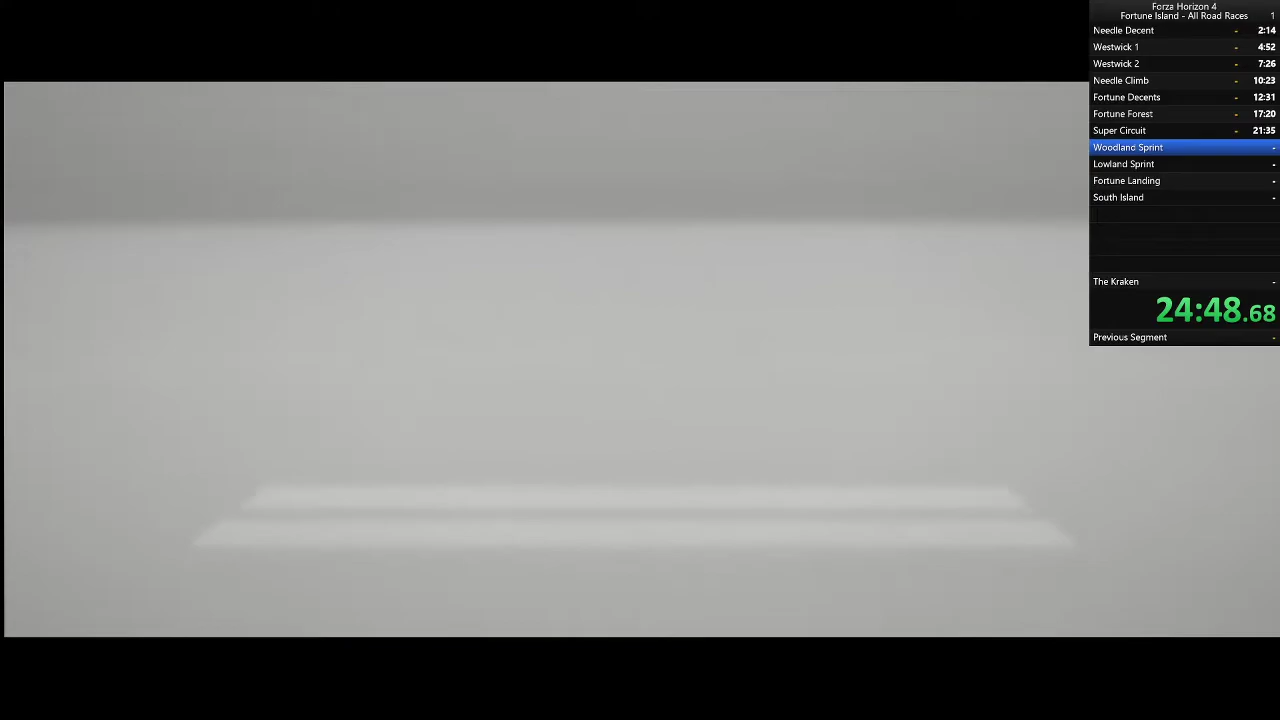 Forza Horizon 4
Fortune Island - All Road Races 1
Needle Decent - 2:14
Westwick 1 - 4:52
Westwick 2 - 7:26
Needle Climb - 10:23
Fortune Decents - 12:31
Fortune Forest - 17:20
Super Circuit - 21:35
Woodland Sprint -
Lowland Sprint -
Fortune Landing -
South Island -
The Kraken -
24:48.68
Previous Segment -